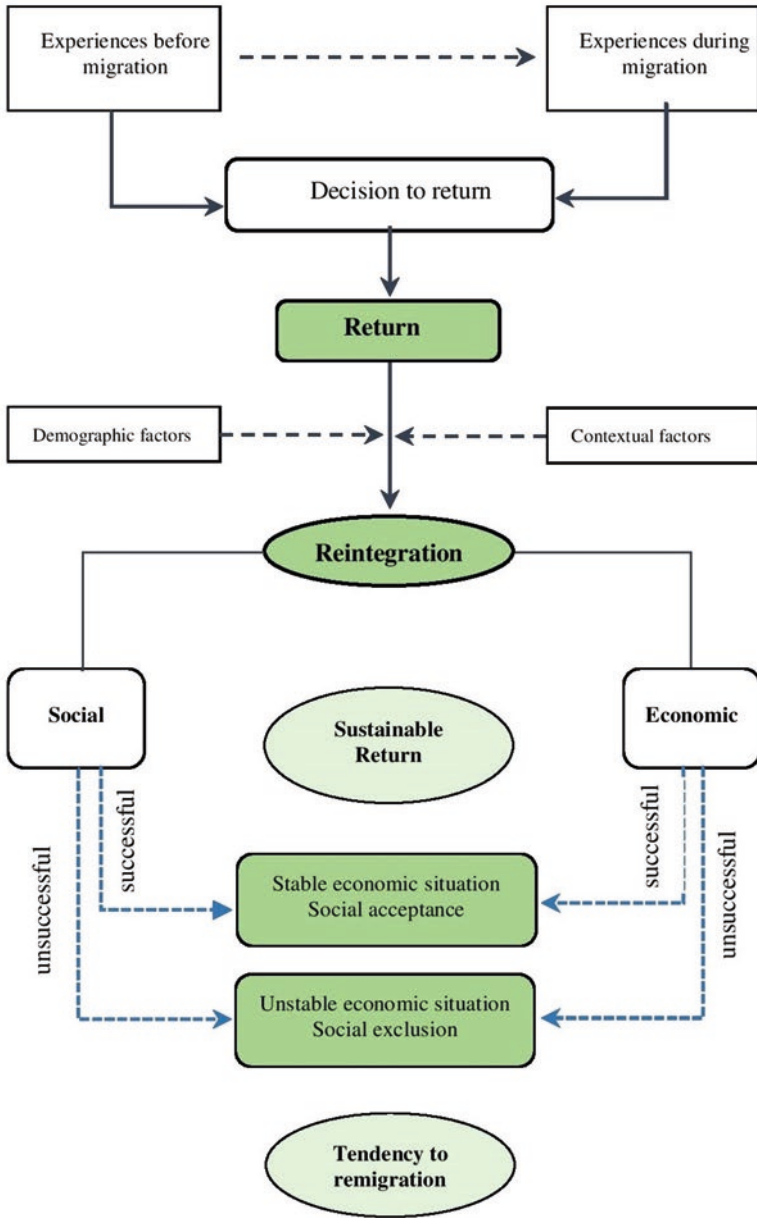 Experiences before
migration
Experiences during
migration
Decision to return
Return
Demographic factors
Contextual factors
Reintegration
Social
Sustainable
Return
Economic
unsuccessful
successful
successful
unsuccessful
Stable economic situation
Social acceptance
Unstable economic situation
Social exclusion
Tendency to
remigration